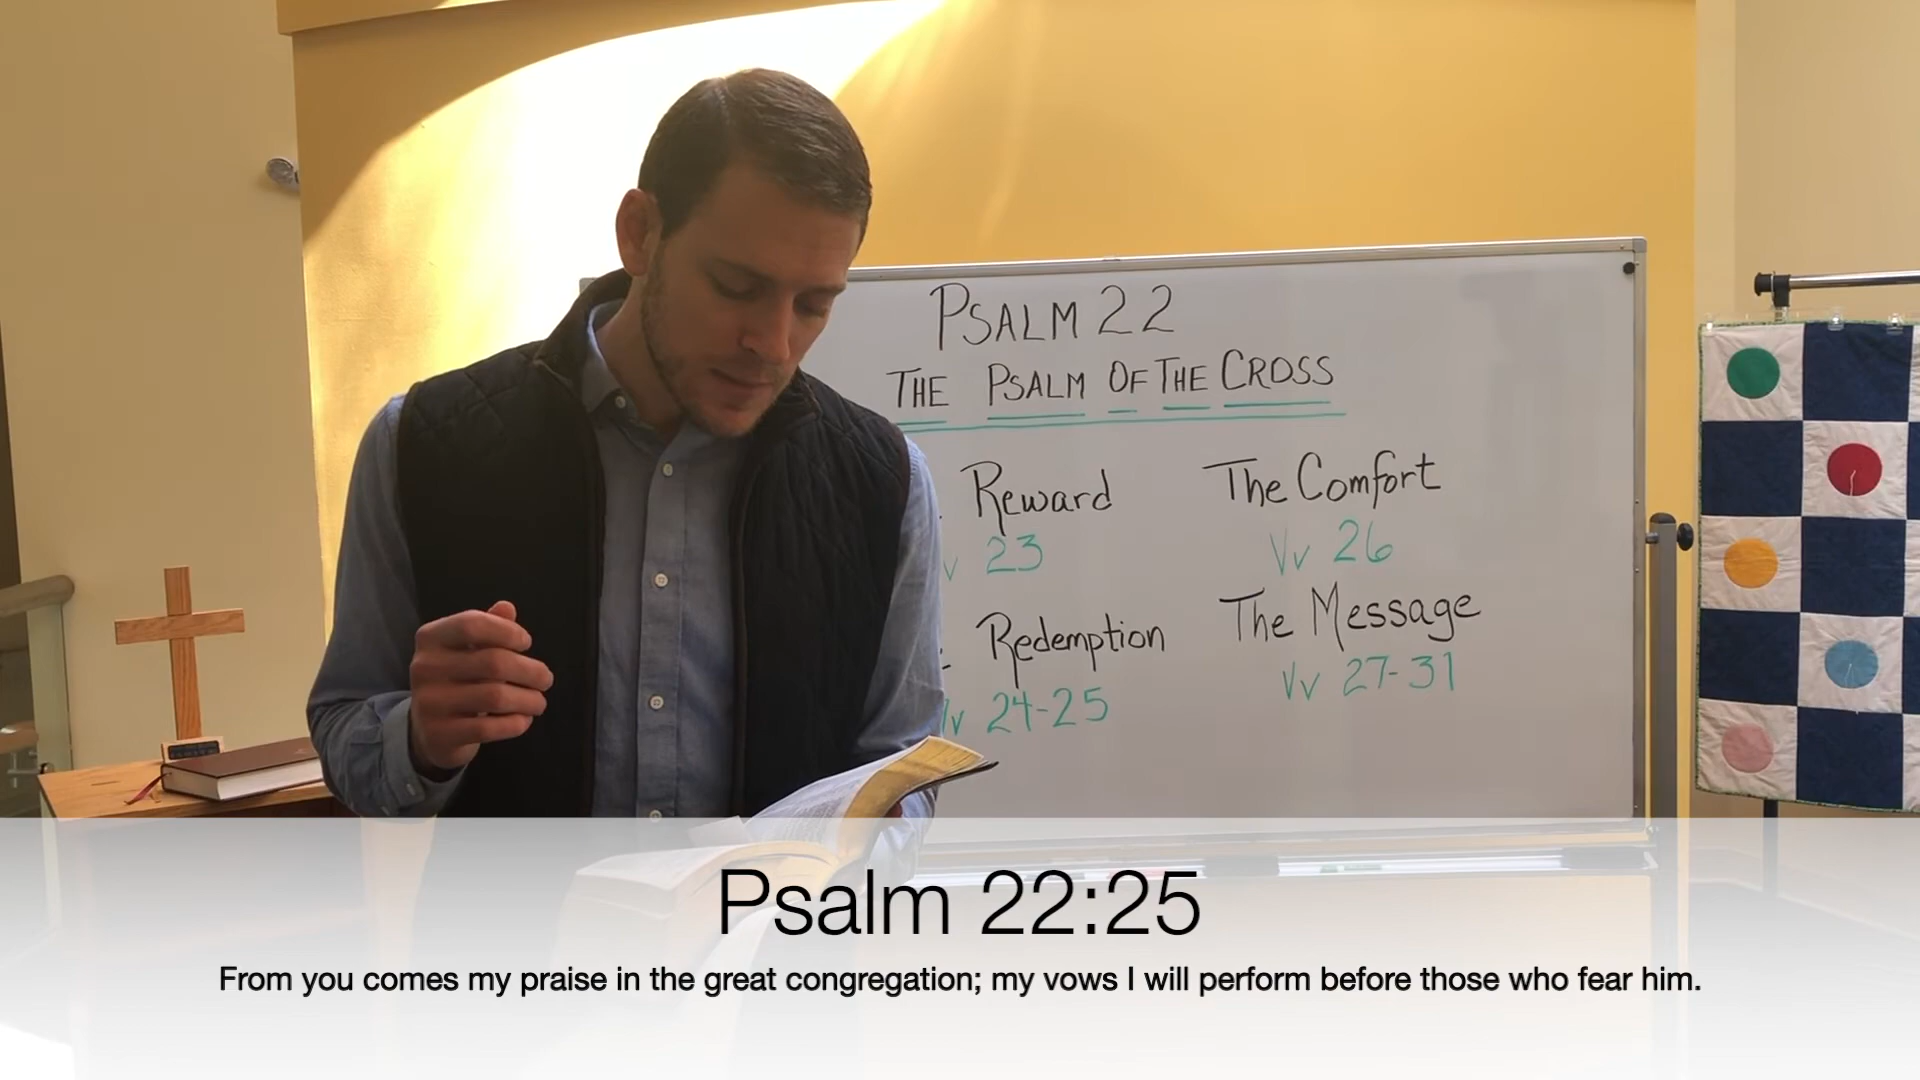 PSALM 22
THE PSALM OF THE CROSS
Reward
v 23
Redemption
Vv 24-25
The Comfort
Vv 26
The Message
Vv 27-31
Psalm 22:25
From you comes my praise in the great congregation; my vows I will perform before those who fear him.